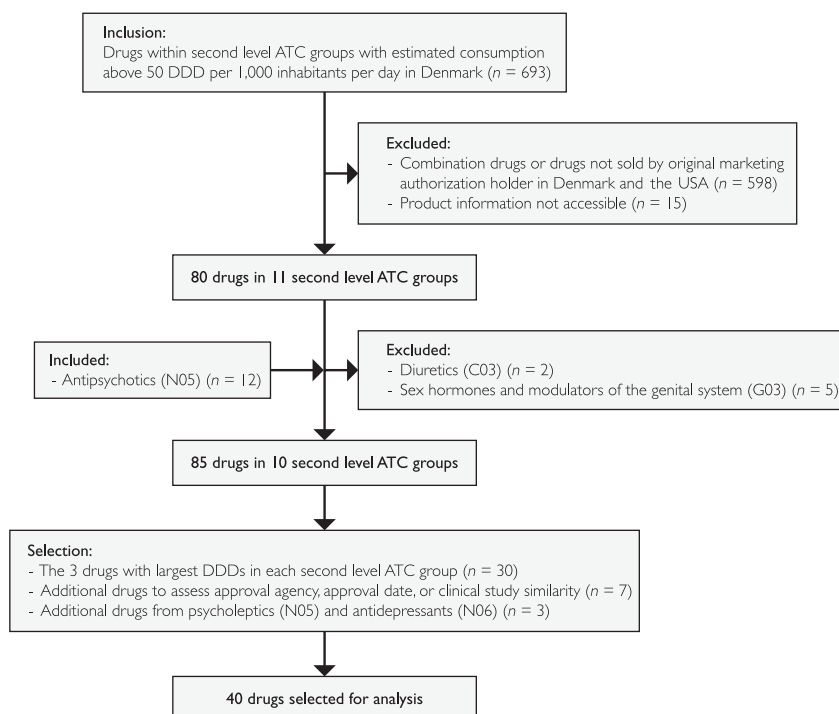 Inclusion:
Drugs within second level ATC groups with estimated consumption
above 50 DDD per 1,000 inhabitants per day in Denmark (n = 693)
Excluded:
- Combination drugs or drugs not sold by original marketing
authorization holder in Denmark and the USA (n = 598)
- Product information not accessible (n = 15)
80 drugs in 11 second level ATC groups
Included:
- Antipsychotics (N05) (n = 12)
Excluded:
- Diuretics (C03) (n = 2)
- Sex hormones and modulators of the genital system (G03) (n = 5)
85 drugs in 10 second level ATC groups
Selection:
- The 3 drugs with largest DDDs in each second level ATC group (n = 30)
- Additional drugs to assess approval agency, approval date, or clinical study similarity (n = 7)
- Additional drugs from psycholeptics (N05) and antidepressants (N06) (n = 3)
40 drugs selected for analysis